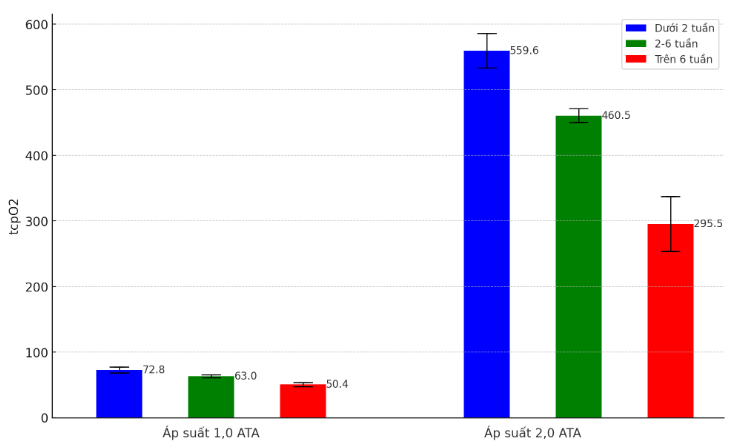 600
500
400
300
200
100
0
tcpO2
Dưới 2 tuần
2-6 tuần
Trên 6 tuần
559.6
460.5
295.5
72.8
63.0
50.4
Áp suất 1,0 ATA
Áp suất 2,0 ATA